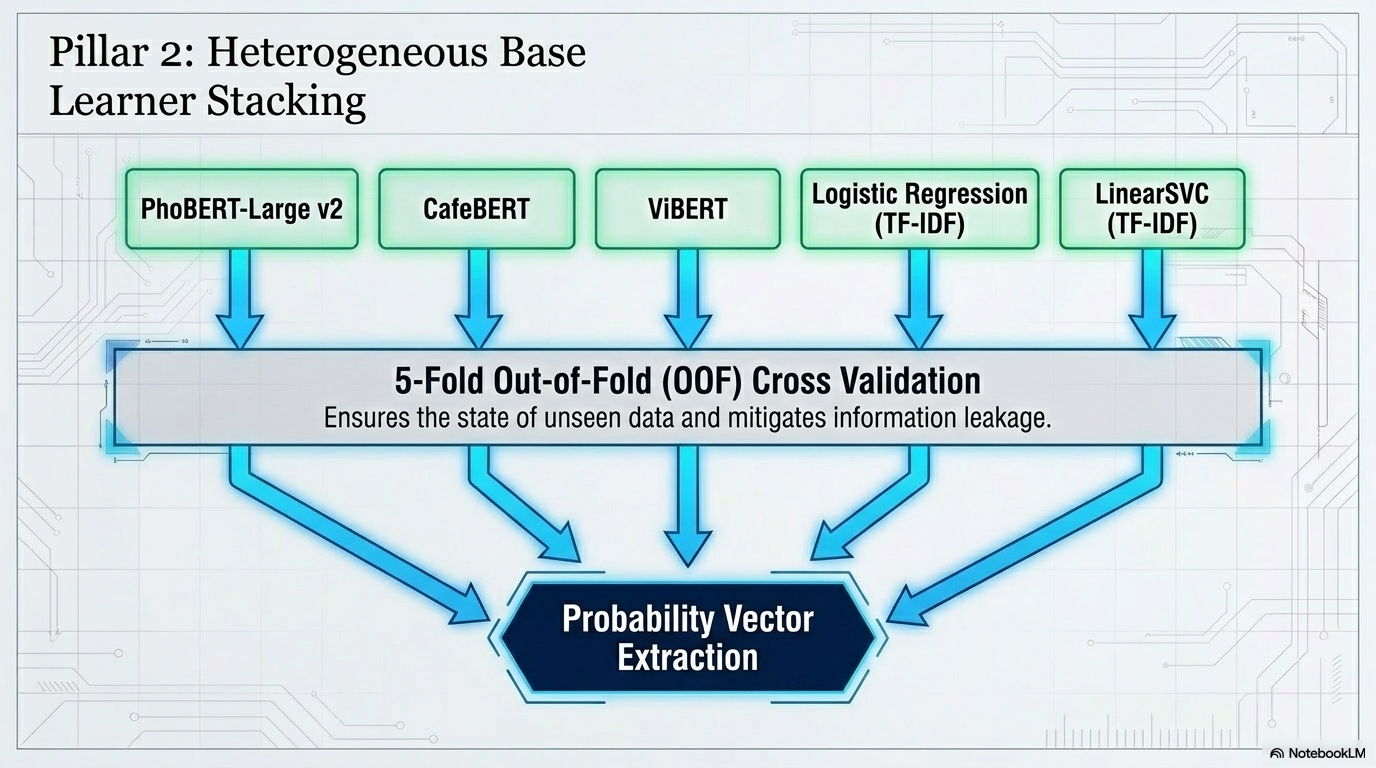 Pillar 2: Heterogeneous Base
Learner Stacking
PhoBERT-Large v2
CafeBERT
ViBERT
Logistic Regression
(TF-IDF)
LinearSVC
(TF-IDF)
5-Fold Out-of-Fold (OOF) Cross Validation
Ensures the state of unseen data and mitigates information leakage.
Probability Vector
Extraction
NotebookLM